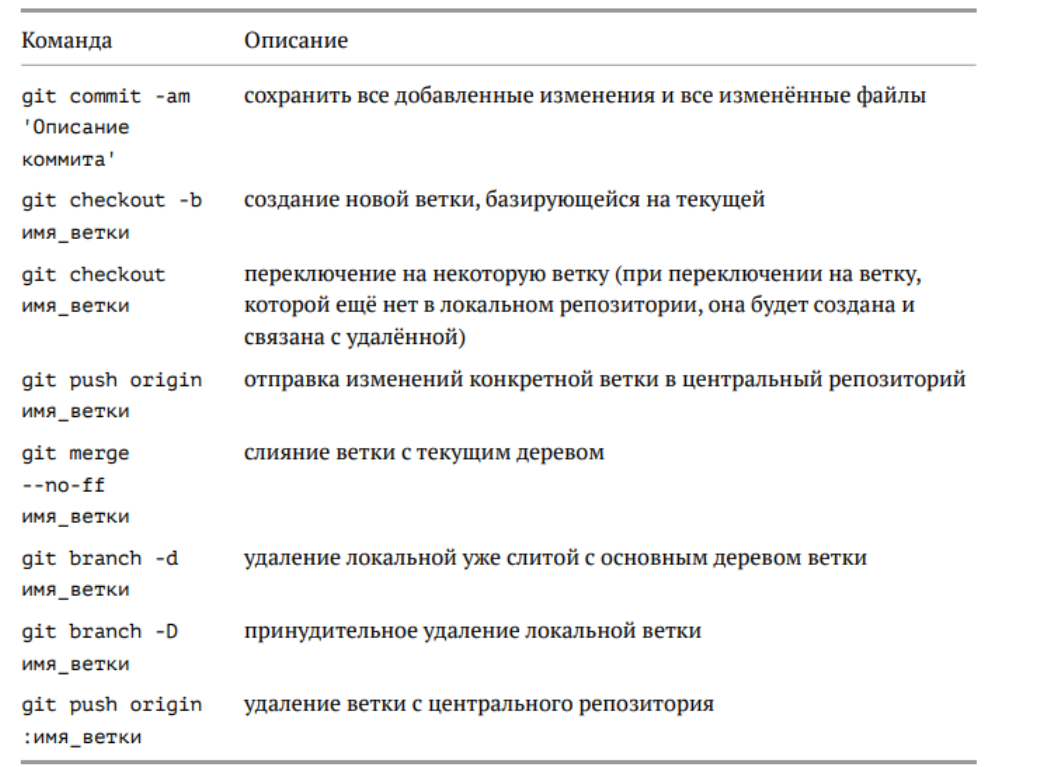 Команда Описание
git commit -am сохранить все добавленные изменения и все изменённые файлы
'Описание
коммита'
git checkout -b создание новой ветки, базирующейся на текущей
имя_ветки
git checkout переключение на некоторую ветку (при переключении на ветку,
имя_ветки которой ещё нет в локальном репозитории, она будет создана и
связана с удалённой)
git push origin отправка изменений конкретной ветки в центральный репозиторий
имя_ветки
git merge слияние ветки с текущим деревом
--no-ff
имя_ветки
git branch -d удаление локальной уже слитой с основным деревом ветки
имя_ветки
git branch -D принудительное удаление локальной ветки
имя_ветки
git push origin удаление ветки с центрального репозитория
:имя_ветки